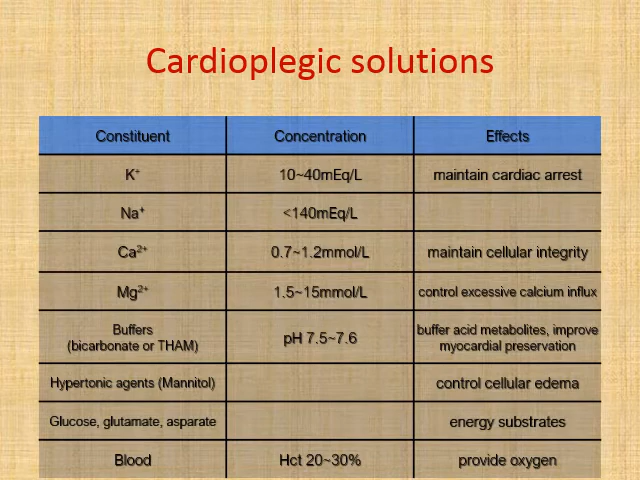 Cardioplegic solutions
Constituent Concentration Effects
K⁺ 10~40mEq/L maintain cardiac arrest
Na⁺ <140mEq/L
Ca²⁺ 0.7~1.2mmol/L maintain cellular integrity
Mg²⁺ 1.5~15mmol/L control excessive calcium influx
Buffers
(bicarbonate or THAM) pH 7.5~7.6 buffer acid metabolites, improve
myocardial preservation
Hypertonic agents (Mannitol) control cellular edema
Glucose, glutamate, asparate energy substrates
Blood Hct 20~30% provide oxygen